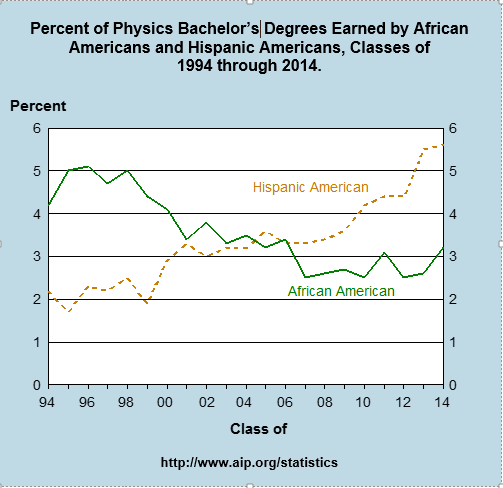 Percent of Physics Bachelor's Degrees Earned by African
Americans and Hispanic Americans, Classes of
1994 through 2014.
Percent
6 6
5 5
Hispanic American
4 4
3 3
African American
2 2
1 1
0 0
94 96 98 00 02 04 06 08 10 12 14
Class of
http://www.aip.org/statistics